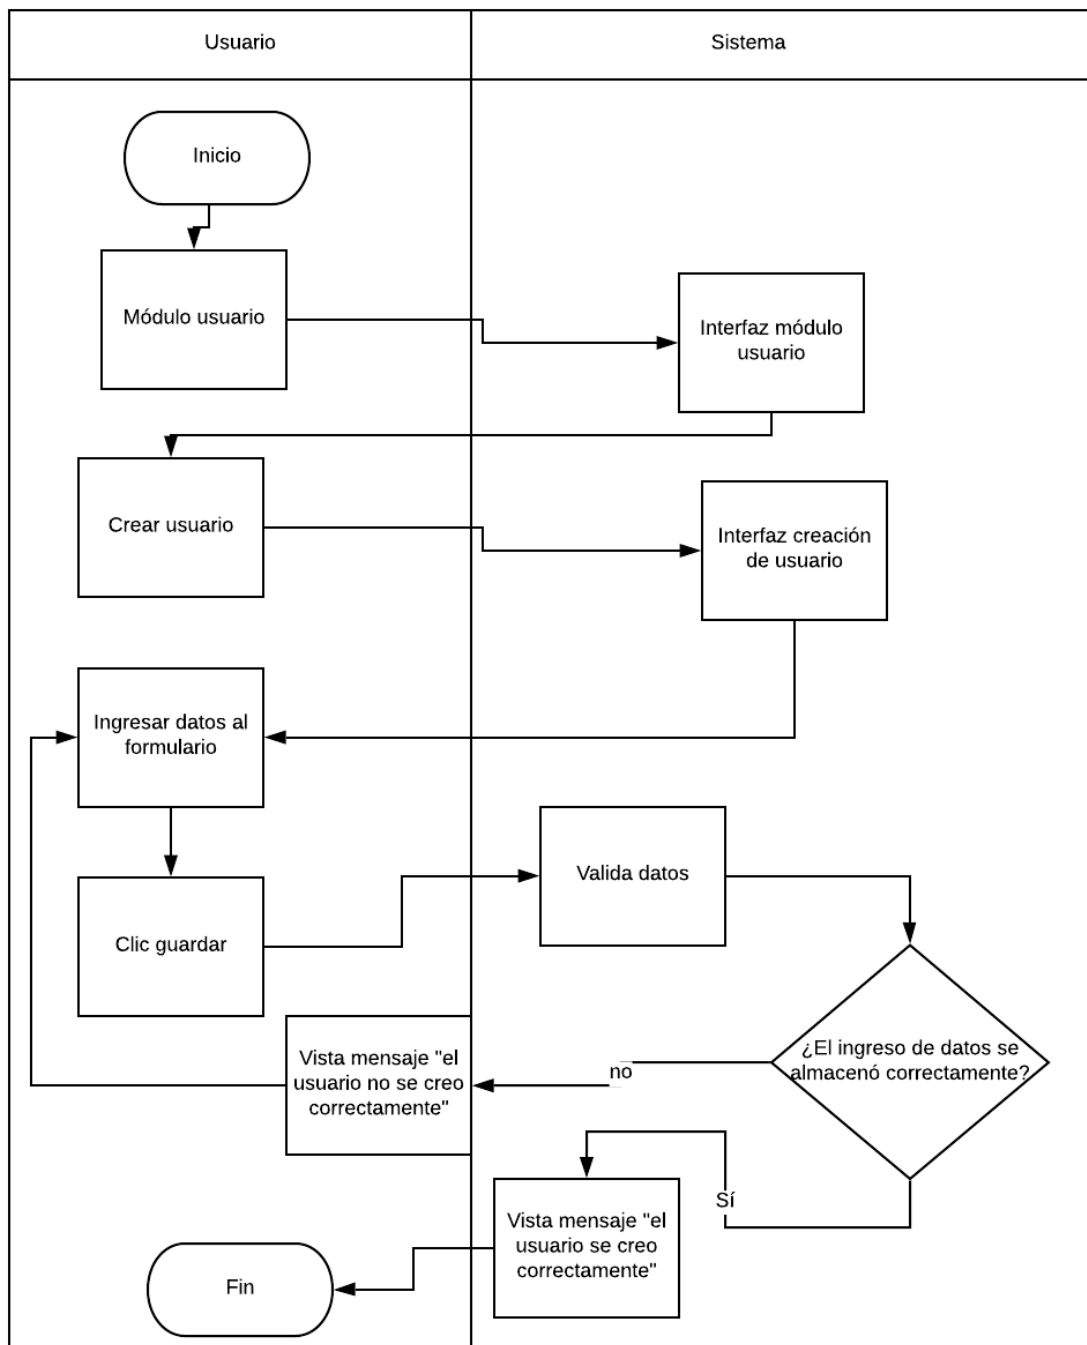 Usuario
Sistema
Inicio
Módulo usuario
Interfaz módulo
usuario
Crear usuario
Interfaz creación
de usuario
Ingresar datos al
formulario
Valida datos
Clic guardar
¿El ingreso de datos se
almacenó correctamente?
no
Vista mensaje "el
usuario no se creo
correctamente"
Sí
Vista mensaje "el
usuario se creo
correctamente"
Fin